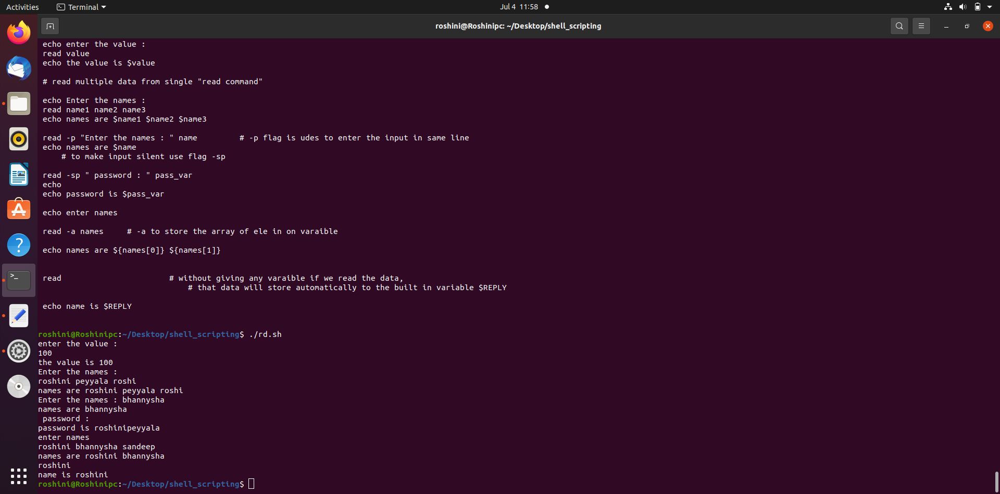 Activities
Terminal
Jul 4 11:58
roshini@Roshinipc: ~/Desktop/shell_scripting
echo enter the value :
read value
echo the value is $value
# read multiple data from single "read command"
echo Enter the names :
read name1 name2 name3
echo names are $name1 $name2 $name3
read -p "Enter the names : " name         # -p flag is udes to enter the input in same line
echo names are $name
    # to make input silent use flag -sp
read -sp " password : " pass_var
echo
echo password is $pass_var
echo enter names
read -a names     # -a to store the array of ele in on varaible
echo names are ${names[0]} ${names[1]}
read                       # without giving any varaible if we read the data,
                               # that data will store automatically to the built in variable $REPLY
echo name is $REPLY
roshini@Roshinipc:~/Desktop/shell_scripting$ ./rd.sh
enter the value :
100
the value is 100
Enter the names :
roshini peyyala roshi
names are roshini peyyala roshi
Enter the names : bhannysha
names are bhannysha
 password :
password is roshinipeyyala
enter names
roshini bhannysha sandeep
names are roshini bhannysha
roshini
name is roshini
roshini@Roshinipc:~/Desktop/shell_scripting$